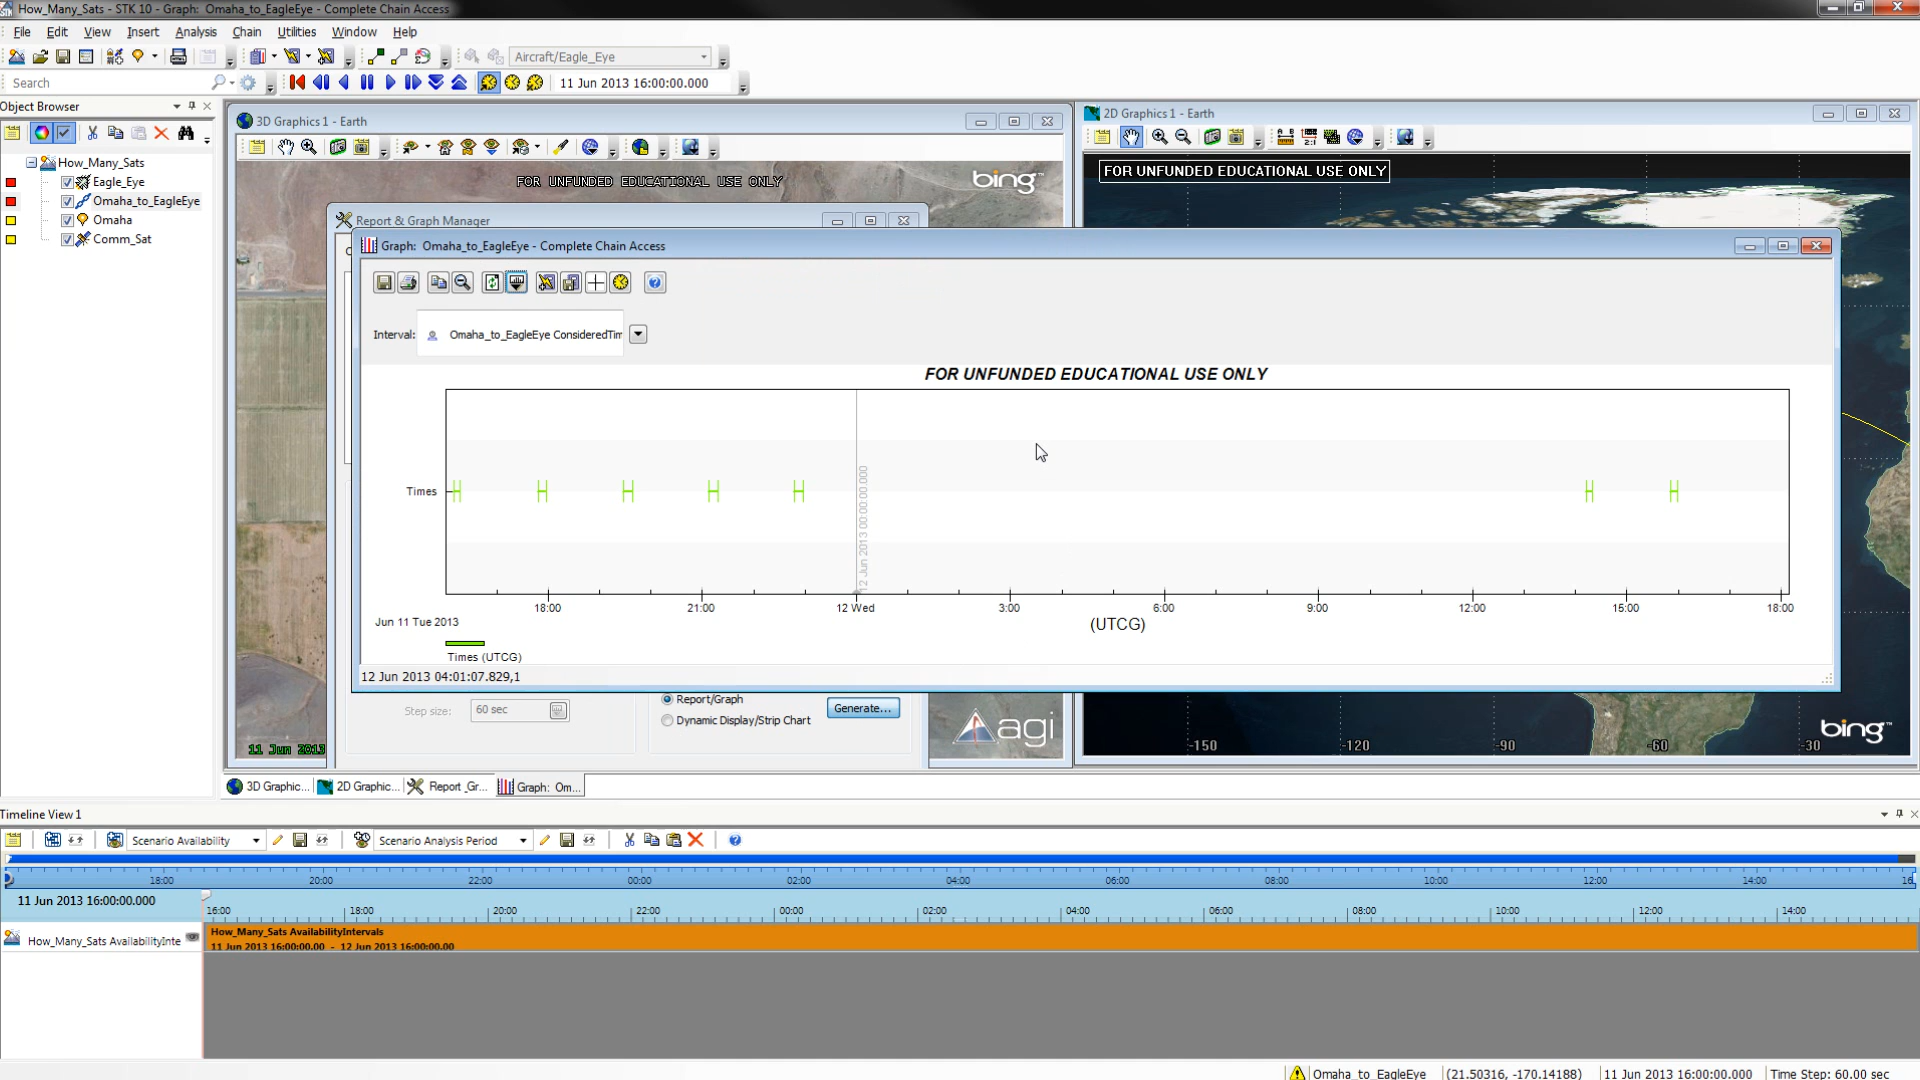 How_Many_Sats - STK 10 - Graph: Omaha_to_EagleEye - Complete Chain Access
File Edit View Insert Analysis Chain Utilities Window Help
Aircraft/Eagle_Eye
Search
11 Jun 2013 16:00:00.000
Object Browser
How_Many_Sats
Eagle_Eye
Omaha_to_EagleEye
Omaha
Comm_Sat
3D Graphics 1 - Earth
FOR UNFUNDED EDUCATIONAL USE ONLY
bing
2D Graphics 1 - Earth
FOR UNFUNDED EDUCATIONAL USE ONLY
Report & Graph Manager
Graph: Omaha_to_EagleEye - Complete Chain Access
Interval: Omaha_to_EagleEye ConsideredTim
FOR UNFUNDED EDUCATIONAL USE ONLY
Times
12 Jun 2013 00:00:00.000
18:00 21:00 12 Wed 3:00 6:00 9:00 12:00 15:00 18:00
Jun 11 Tue 2013
(UTCG)
Times (UTCG)
12 Jun 2013 04:01:07.829,1
Step size: 60 sec
Report/Graph
Dynamic Display/Strip Chart
Generate...
11 Jun 2013
agi
-150 -120 -90 -60 -30
bing
3D Graphic... 2D Graphic... Report_Gr... Graph: Om...
Timeline View 1
Scenario Availability
Scenario Analysis Period
18:00 20:00 22:00 00:00 02:00 04:00 06:00 08:00 10:00 12:00 14:00 16
11 Jun 2013 16:00:00.000
16:00 18:00 20:00 22:00 00:00 02:00 04:00 06:00 08:00 10:00 12:00 14:00
How_Many_Sats AvailabilityInte
How_Many_Sats AvailabilityIntervals
11 Jun 2013 16:00:00.00 - 12 Jun 2013 16:00:00.00
Omaha_to_EagleEye (21.50316, -170.14188) 11 Jun 2013 16:00:00.000 Time Step: 60.00 sec